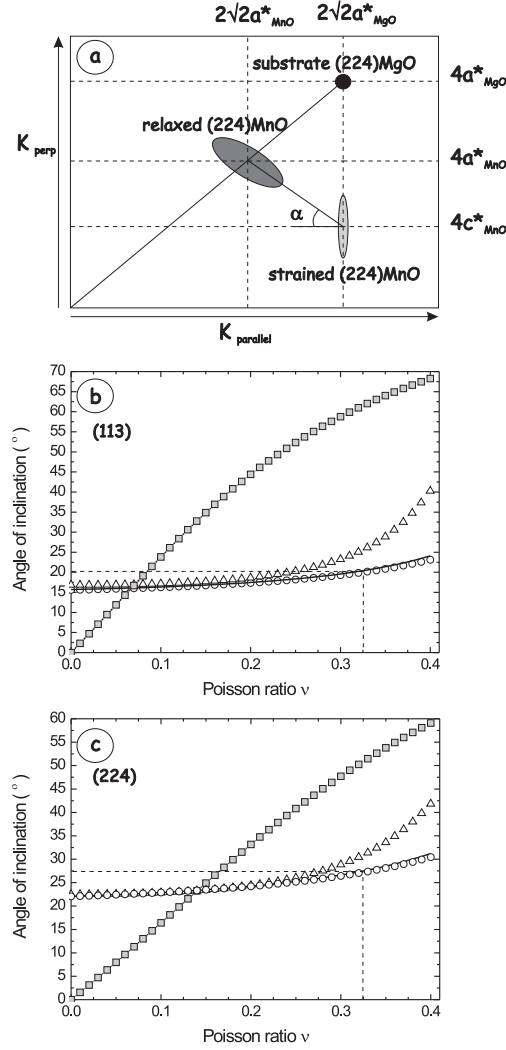 2√2a*MnO 2√2a*MgO
a
substrate (224)MgO
4a*MgO
relaxed (224)MnO
K perp
4a*MnO
α
4c*MnO
strained (224)MnO
K parallel
b
(113)
Angle of inclination (°)
70
65
60
55
50
45
40
35
30
25
20
15
10
5
0
0.0 0.1 0.2 0.3 0.4
Poisson ratio ν
c
(224)
Angle of inclination (°)
60
55
50
45
40
35
30
25
20
15
10
5
0
0.0 0.1 0.2 0.3 0.4
Poisson ratio ν